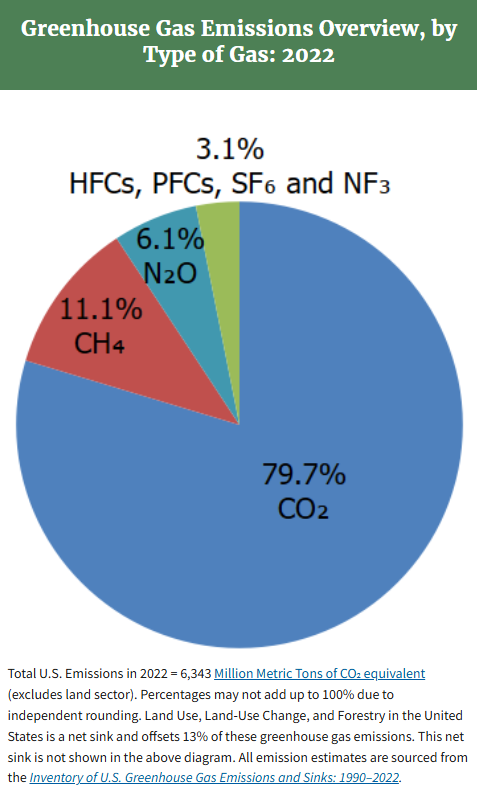 Greenhouse Gas Emissions Overview, by
Type of Gas: 2022
3.1%
HFCs, PFCs, SF₆ and NF₃
6.1%
N₂O
11.1%
CH₄
79.7%
CO₂
Total U.S. Emissions in 2022 = 6,343 Million Metric Tons of CO₂ equivalent
(excludes land sector). Percentages may not add up to 100% due to
independent rounding. Land Use, Land-Use Change, and Forestry in the United
States is a net sink and offsets 13% of these greenhouse gas emissions. This net
sink is not shown in the above diagram. All emission estimates are sourced from
the Inventory of U.S. Greenhouse Gas Emissions and Sinks: 1990–2022.